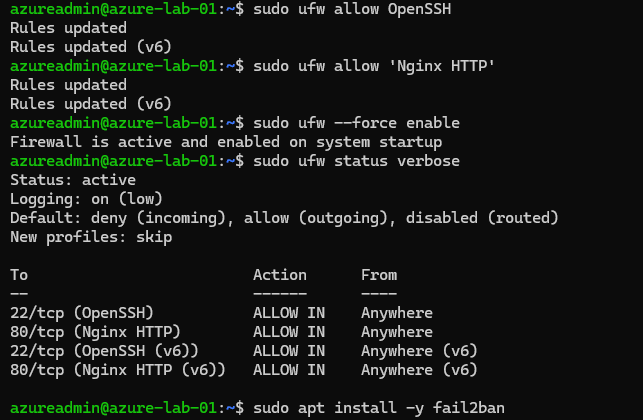 azureadmin@azure-lab-01:~$ sudo ufw allow OpenSSH
Rules updated
Rules updated (v6)
azureadmin@azure-lab-01:~$ sudo ufw allow 'Nginx HTTP'
Rules updated
Rules updated (v6)
azureadmin@azure-lab-01:~$ sudo ufw --force enable
Firewall is active and enabled on system startup
azureadmin@azure-lab-01:~$ sudo ufw status verbose
Status: active
Logging: on (low)
Default: deny (incoming), allow (outgoing), disabled (routed)
New profiles: skip

To                         Action      From
--                         ------      ----
22/tcp (OpenSSH)           ALLOW IN    Anywhere
80/tcp (Nginx HTTP)        ALLOW IN    Anywhere
22/tcp (OpenSSH (v6))      ALLOW IN    Anywhere (v6)
80/tcp (Nginx HTTP (v6))   ALLOW IN    Anywhere (v6)

azureadmin@azure-lab-01:~$ sudo apt install -y fail2ban